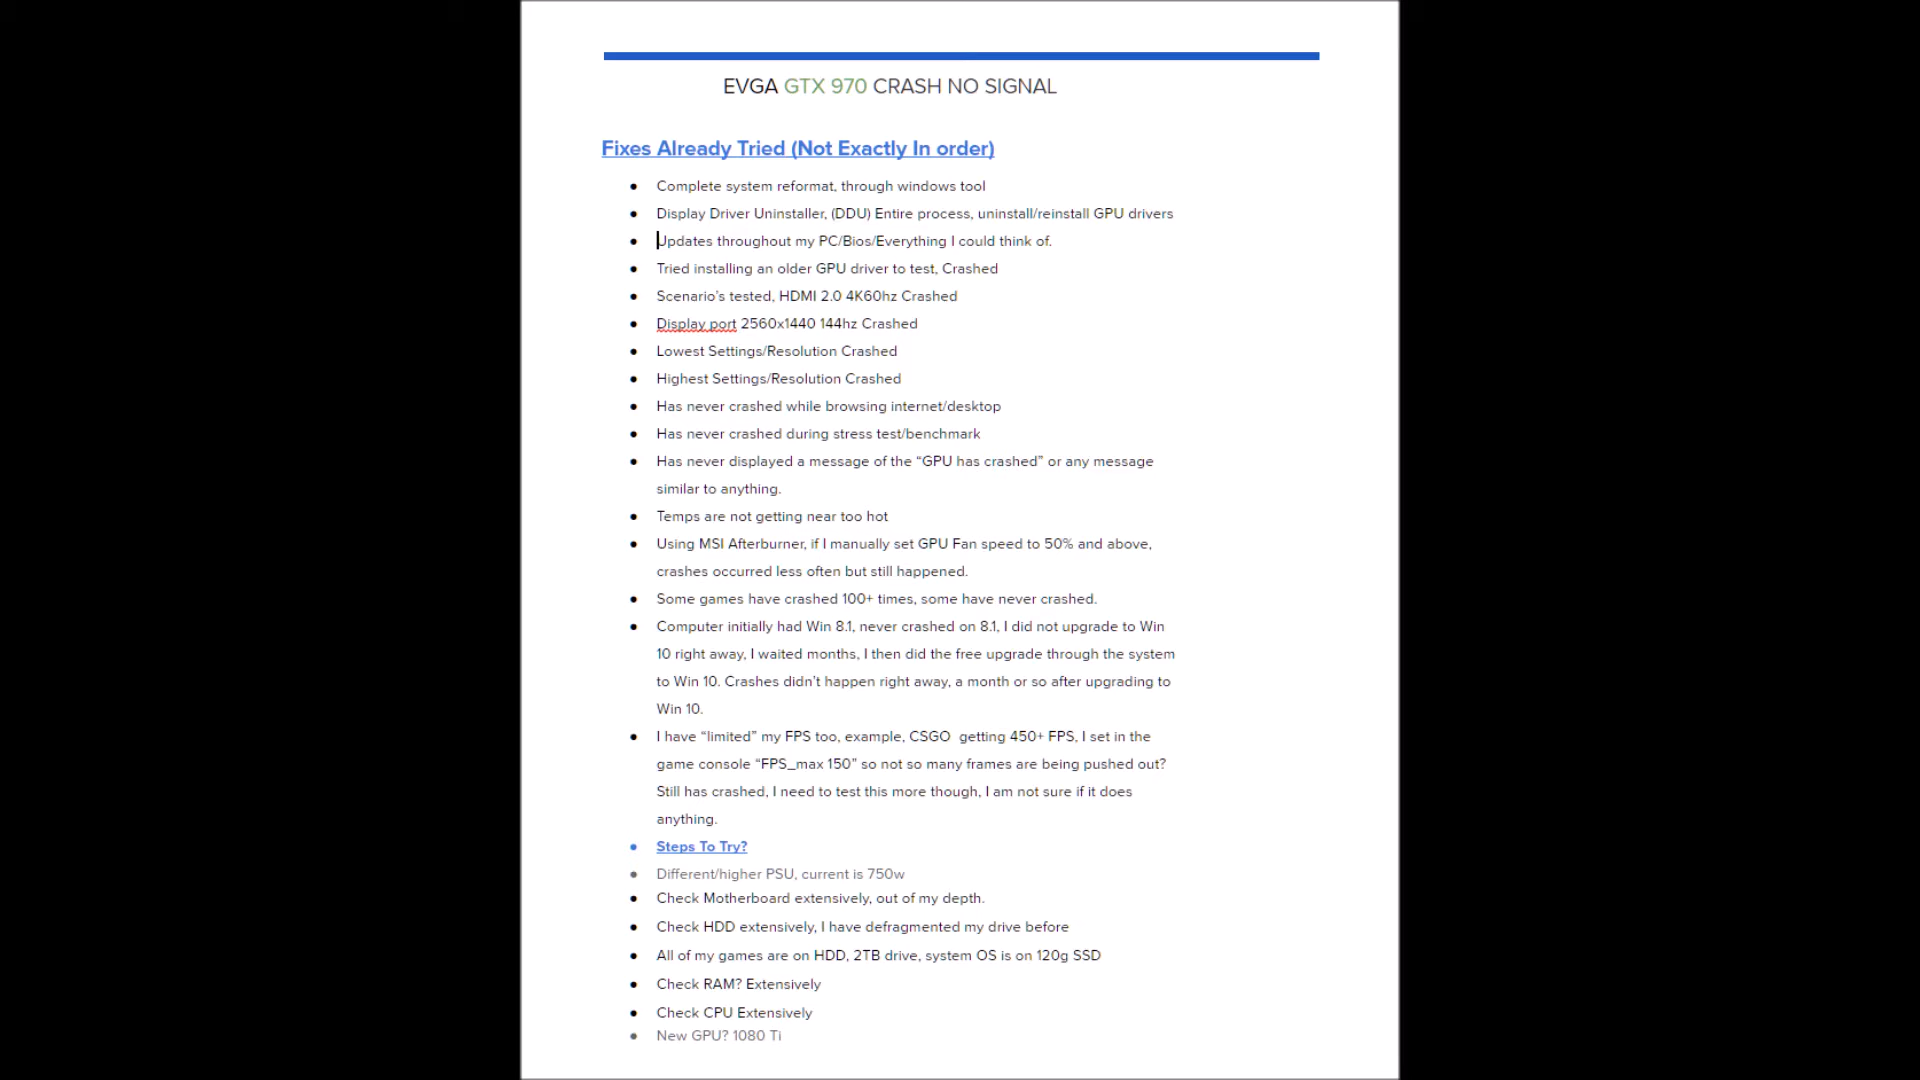 EVGA GTX 970 CRASH NO SIGNAL
Fixes Already Tried (Not Exactly In order)
● Complete system reformat, through windows tool
● Display Driver Uninstaller, (DDU) Entire process, uninstall/reinstall GPU drivers
● Updates throughout my PC/Bios/Everything I could think of.
● Tried installing an older GPU driver to test, Crashed
● Scenario’s tested, HDMI 2.0 4K60hz Crashed
● Display port 2560x1440 144hz Crashed
● Lowest Settings/Resolution Crashed
● Highest Settings/Resolution Crashed
● Has never crashed while browsing internet/desktop
● Has never crashed during stress test/benchmark
● Has never displayed a message of the “GPU has crashed” or any message
similar to anything.
● Temps are not getting near too hot
● Using MSI Afterburner, if I manually set GPU Fan speed to 50% and above,
crashes occurred less often but still happened.
● Some games have crashed 100+ times, some have never crashed.
● Computer initially had Win 8.1, never crashed on 8.1, I did not upgrade to Win
10 right away, I waited months, I then did the free upgrade through the system
to Win 10. Crashes didn’t happen right away, a month or so after upgrading to
Win 10.
● I have “limited” my FPS too, example, CSGO  getting 450+ FPS, I set in the
game console “FPS_max 150” so not so many frames are being pushed out?
Still has crashed, I need to test this more though, I am not sure if it does
anything.
● Steps To Try?
● Different/higher PSU, current is 750w
● Check Motherboard extensively, out of my depth.
● Check HDD extensively, I have defragmented my drive before
● All of my games are on HDD, 2TB drive, system OS is on 120g SSD
● Check RAM? Extensively
● Check CPU Extensively
● New GPU? 1080 Ti